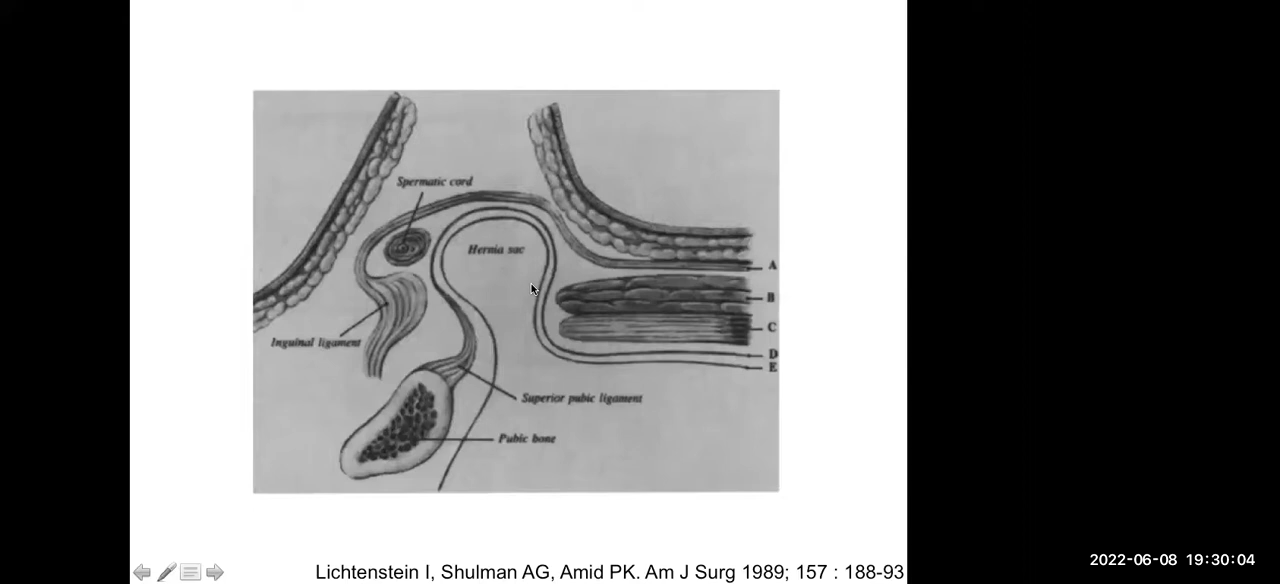 Spermatic cord
Hernia sac
A
B
C
Inguinal ligament
D
E
Superior pubic ligament
Pubic bone
Lichtenstein I, Shulman AG, Amid PK. Am J Surg 1989; 157 : 188-93
2022-06-08 19:30:04